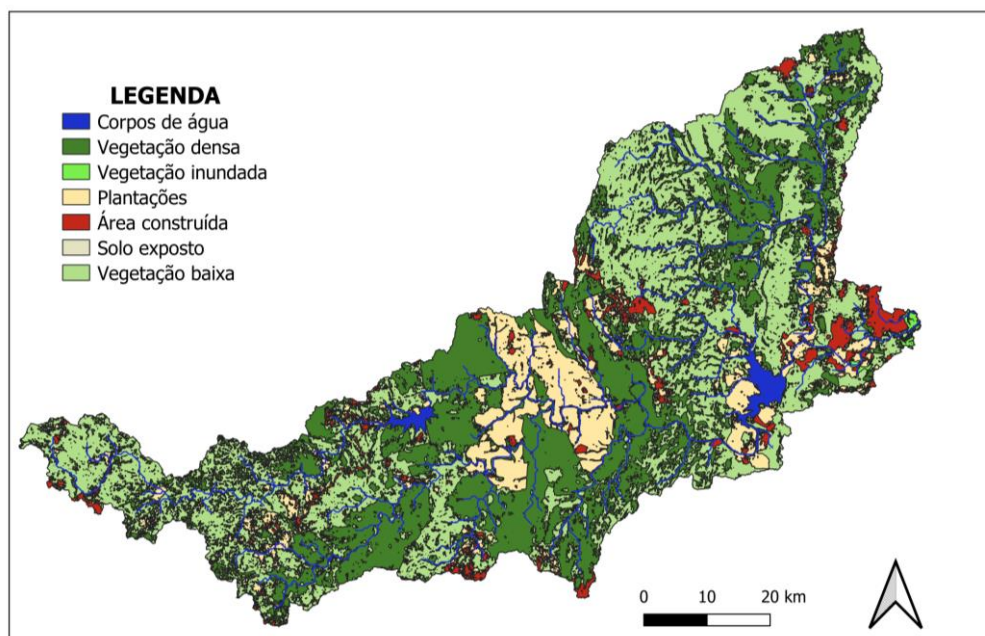 LEGENDA
Corpos de água
Vegetação densa
Vegetação inundada
Plantações
Área construída
Solo exposto
Vegetação baixa
0 10 20 km